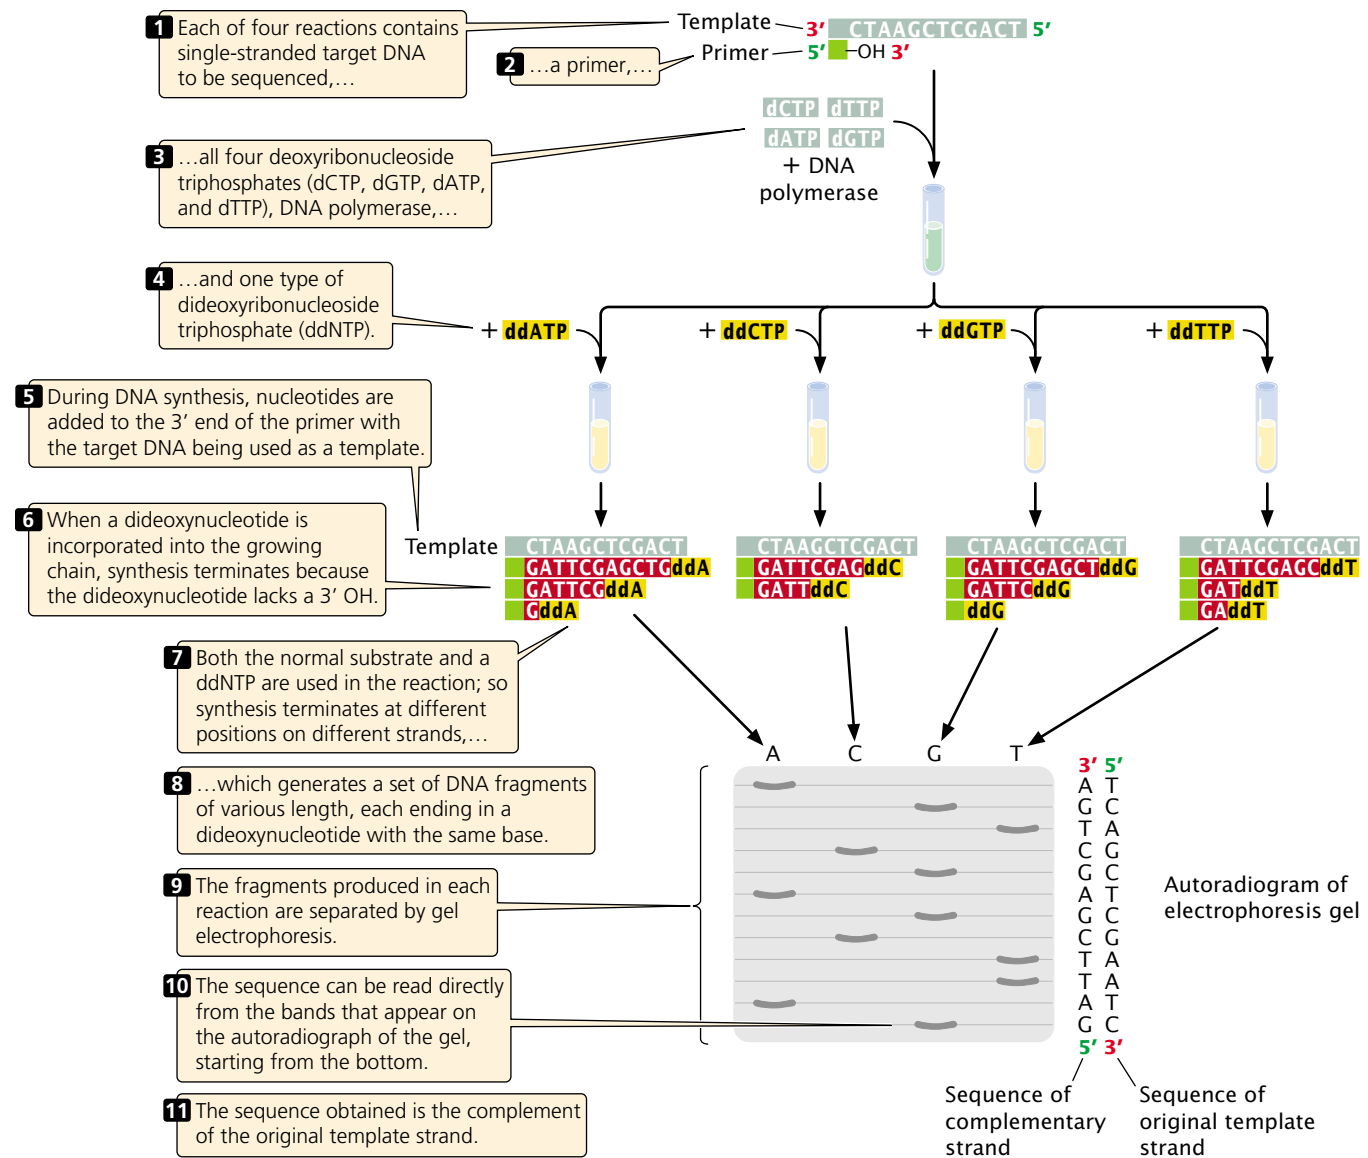 1 Each of four reactions contains
single-stranded target DNA
to be sequenced,…
Template 3′ CTAAGCTCGACT 5′
2 …a primer,…
Primer 5′ –OH 3′
dCTP dTTP
dATP dGTP
+ DNA
polymerase
3 …all four deoxyribonucleoside
triphosphates (dCTP, dGTP, dATP,
and dTTP), DNA polymerase,…
4 …and one type of
dideoxyribonucleoside
triphosphate (ddNTP).
+ ddATP + ddCTP + ddGTP + ddTTP
5 During DNA synthesis, nucleotides are
added to the 3′ end of the primer with
the target DNA being used as a template.
6 When a dideoxynucleotide is
incorporated into the growing
chain, synthesis terminates because
the dideoxynucleotide lacks a 3′ OH.
Template CTAAGCTCGACT
GATTCGAGCTGddA
GATTCGddA
GddA
CTAAGCTCGACT
GATTCGAGddC
GATTddC
CTAAGCTCGACT
GATTCGAGCTddG
GATTCddG
ddG
CTAAGCTCGACT
GATTCGAGCddT
GATddT
GAddT
7 Both the normal substrate and a
ddNTP are used in the reaction; so
synthesis terminates at different
positions on different strands,…
8 …which generates a set of DNA fragments
of various length, each ending in a
dideoxynucleotide with the same base.
9 The fragments produced in each
reaction are separated by gel
electrophoresis.
10 The sequence can be read directly
from the bands that appear on
the autoradiograph of the gel,
starting from the bottom.
11 The sequence obtained is the complement
of the original template strand.
A C G T
3′ 5′
A T
G C
T A
C G
G C
A T
G C
C G
T A
T A
A T
G C
5′ 3′
Autoradiogram of
electrophoresis gel
Sequence of
complementary
strand
Sequence of
original template
strand